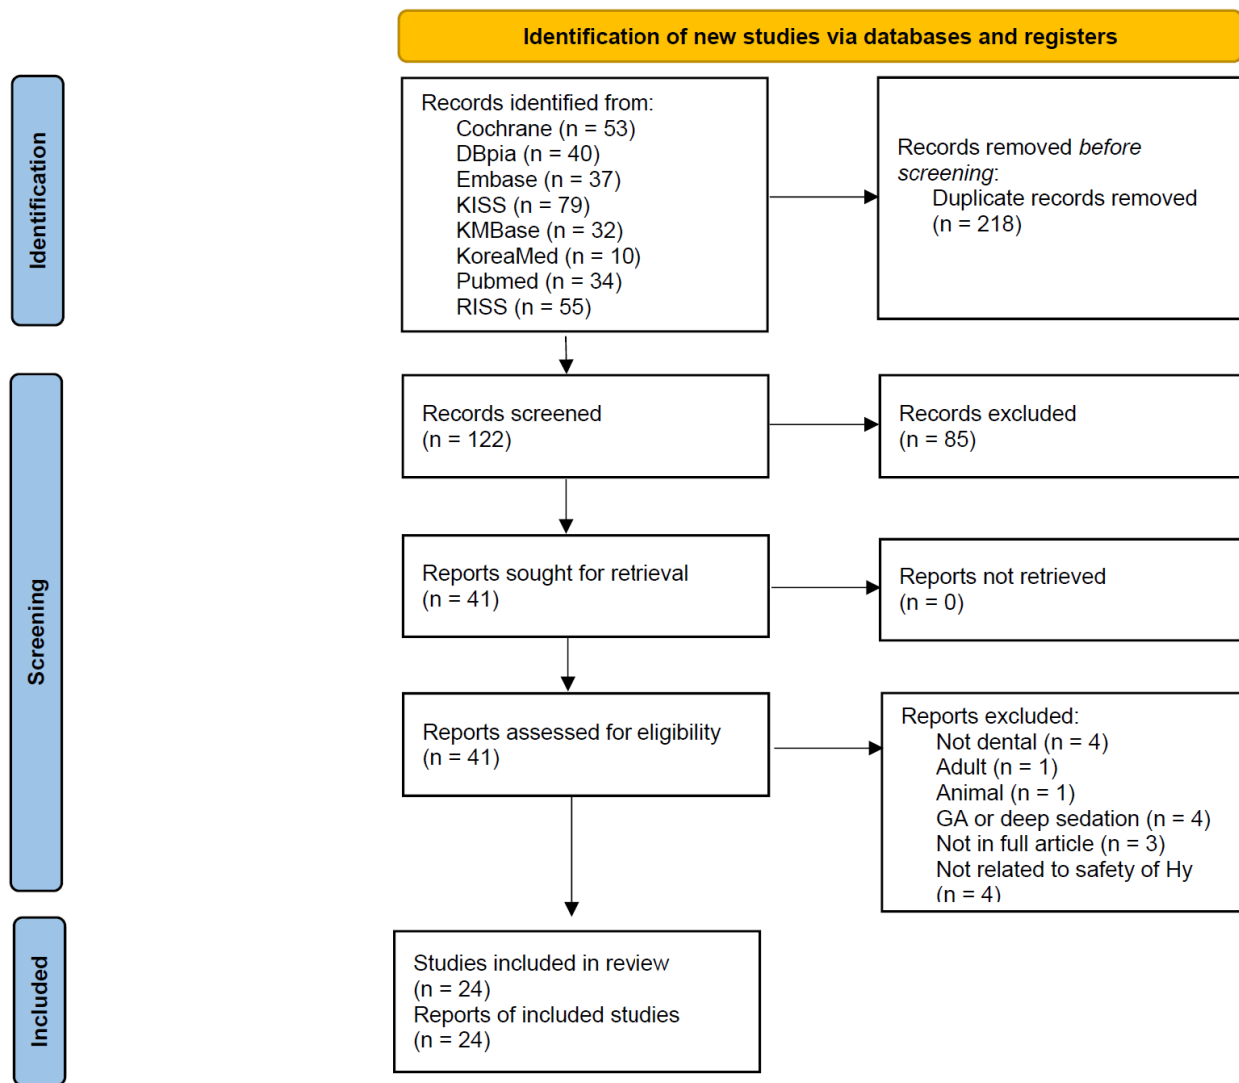 Identification of new studies via databases and registers
Identification
Records identified from:
Cochrane (n = 53)
DBpia (n = 40)
Embase (n = 37)
KISS (n = 79)
KMBase (n = 32)
KoreaMed (n = 10)
Pubmed (n = 34)
RISS (n = 55)
Records removed before
screening:
Duplicate records removed
(n = 218)
Screening
Records screened
(n = 122)
Records excluded
(n = 85)
Reports sought for retrieval
(n = 41)
Reports not retrieved
(n = 0)
Reports assessed for eligibility
(n = 41)
Reports excluded:
Not dental (n = 4)
Adult (n = 1)
Animal (n = 1)
GA or deep sedation (n = 4)
Not in full article (n = 3)
Not related to safety of Hy
(n = 4)
Included
Studies included in review
(n = 24)
Reports of included studies
(n = 24)